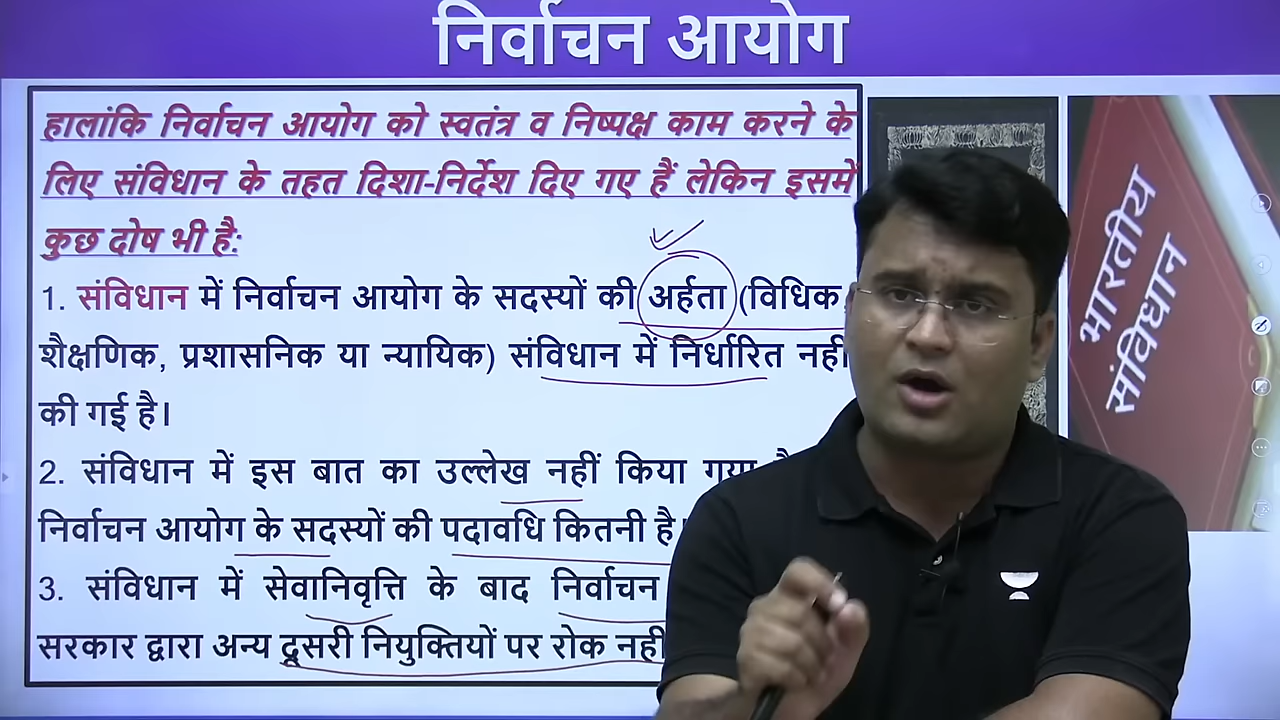 निर्वाचन आयोग
हालांकि निर्वाचन आयोग को स्वतंत्र व निष्पक्ष काम करने के
लिए संविधान के तहत दिशा-निर्देश दिए गए हैं लेकिन इसमें
कुछ दोष भी है:
1. संविधान में निर्वाचन आयोग के सदस्यों की अर्हता (विधिक,
शैक्षणिक, प्रशासनिक या न्यायिक) संविधान में निर्धारित नहीं
की गई है।
2. संविधान में इस बात का उल्लेख नहीं किया गया
निर्वाचन आयोग के सदस्यों की पदावधि कितनी है।
3. संविधान में सेवानिवृत्ति के बाद निर्वाचन
सरकार द्वारा अन्य दूसरी नियुक्तियों पर रोक नहीं
भारतीय
संविधान